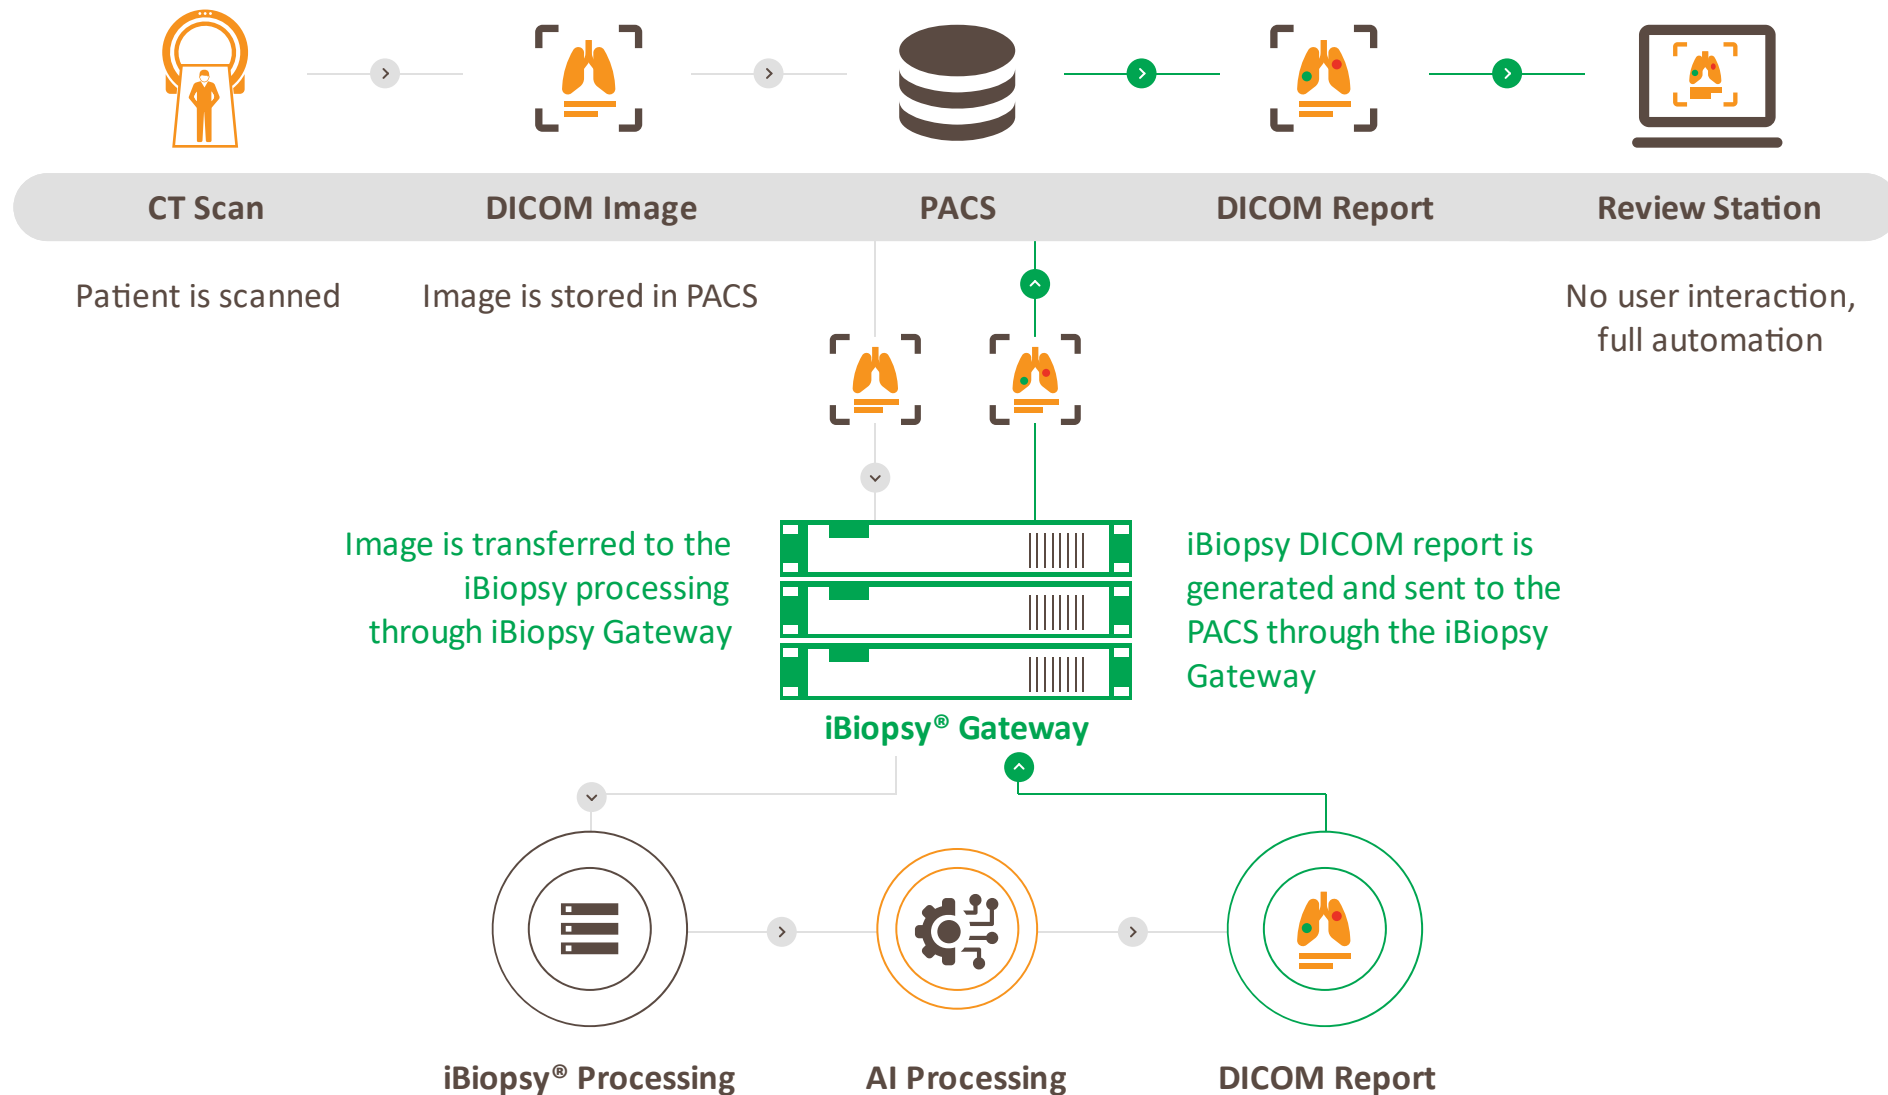 CT Scan
DICOM Image
PACS
DICOM Report
Review Station
Patient is scanned
Image is stored in PACS
No user interaction,
full automation
Image is transferred to the
iBiopsy processing
through iBiopsy Gateway
iBiopsy DICOM report is
generated and sent to the
PACS through the iBiopsy
Gateway
iBiopsy® Gateway
iBiopsy® Processing
AI Processing
DICOM Report